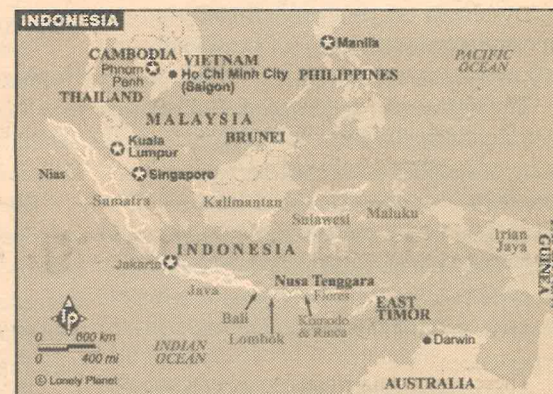 INDONESIA
Manila
PACIFIC
OCEAN
CAMBODIA
VIETNAM
Phnom
Penh
Ho Chi Minh City
(Saigon)
PHILIPPINES
THAILAND
MALAYSIA
BRUNEI
Kuala
Lumpur
Nias
Singapore
Sumatra
Kalimantan
Sulawesi
Maluku
Irian
Jaya
GUINEA
INDONESIA
Jakarta
Nusa Tenggara
Java
Flores
EAST
TIMOR
Bali
Lombok
Komodo
& Rinca
lp
0 600 km
0 400 mi
INDIAN
OCEAN
Darwin
© Lonely Planet
AUSTRALIA